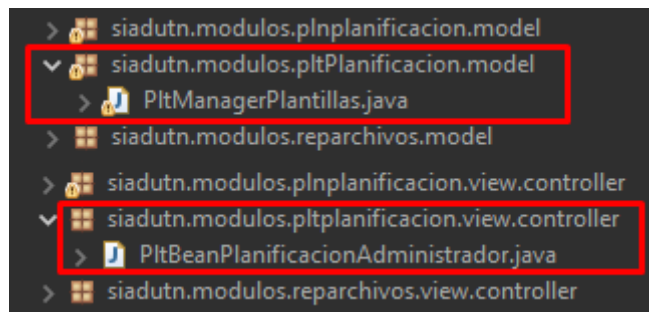 siadutn.modulos.plnplanificacion.model
siadutn.modulos.pltPlanificacion.model
PltManagerPlantillas.java
siadutn.modulos.reparchivos.model
siadutn.modulos.plnplanificacion.view.controller
siadutn.modulos.pltplanificacion.view.controller
PltBeanPlanificacionAdministrador.java
siadutn.modulos.reparchivos.view.controller